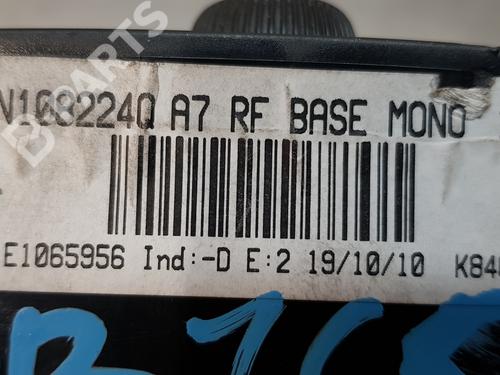 B-PARTS
N108224Q A7 RF BASE MONO
E1065956 Ind:-D E:2 19/10/10 K84